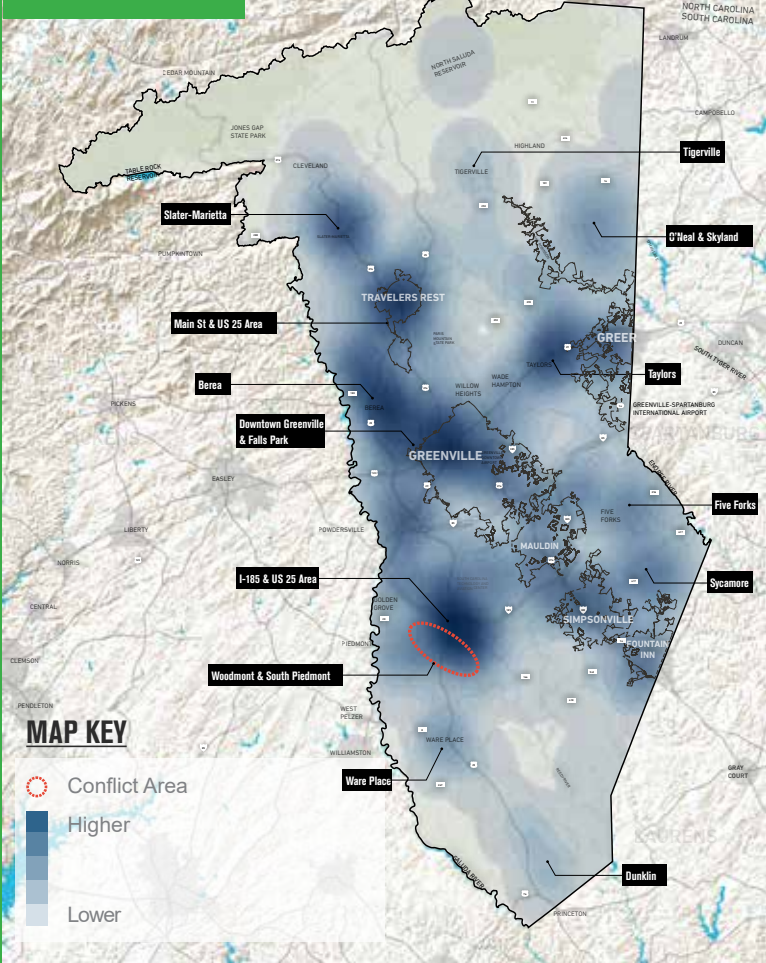 NORTH CAROLINA
SOUTH CAROLINA
LANDRUM
NORTH SALUDA
RESERVOIR
CEDAR MOUNTAIN
CAMPOBELLO
JONES GAP
STATE PARK
HIGHLAND
Tigerville
CLEVELAND
TABLE ROCK
RESERVOIR
TIGERVILLE
Slater-Marietta
O'Neal & Skyland
PUMPKINTOWN
TRAVELERS REST
Main St & US 25 Area
GREER
DUNCAN
SOUTH TYGER RIVER
TAYLORS
Taylors
Berea
WADE
HAMPTON
WILLOW
HEIGHTS
PICKENS
BEREA
GREENVILLE-SPARTANBURG
INTERNATIONAL AIRPORT
Downtown Greenville
& Falls Park
GREENVILLE
ENOREE RIVER
EASLEY
Five Forks
FIVE
FORKS
LIBERTY
POWDERSVILLE
MAULDIN
NORRIS
I-185 & US 25 Area
Sycamore
GOLDEN
GROVE
CENTRAL
SIMPSONVILLE
PIEDMONT
FOUNTAIN
INN
CLEMSON
Woodmont & South Piedmont
PENDLETON
WEST
PELZER
MAP KEY
WARE PLACE
WILLIAMSTON
GRAY
COURT
Ware Place
Conflict Area
Higher
LAURENS
SALUDA RIVER
Dunklin
Lower
PRINCETON